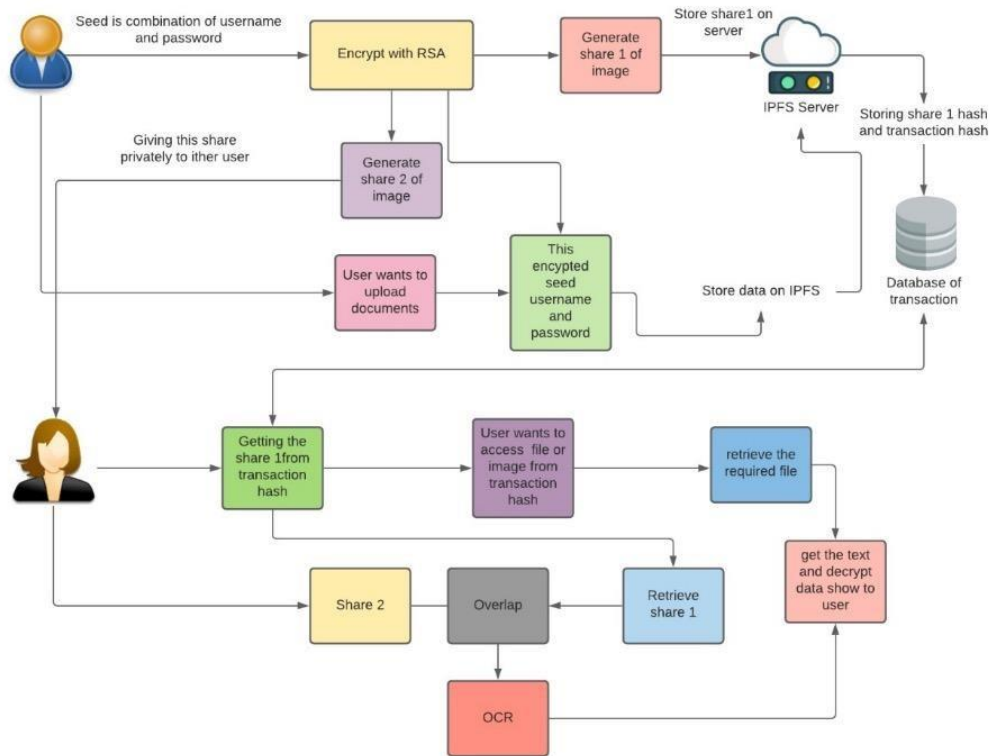 Seed is combination of username
and password
Encrypt with RSA
Generate
share 1 of
image
Store share1 on
server
IPFS Server
Storing share 1 hash
and transaction hash
Giving this share
privately to ither user
Generate
share 2 of
image
User wants to
upload
documents
This
encypted
seed
username
and
password
Store data on IPFS
Database of
transaction
Getting the
share 1from
transaction
hash
User wants to
access file or
image from
transaction
hash
retrieve the
required file
get the text
and decrypt
data show to
user
Share 2
Overlap
Retrieve
share 1
OCR